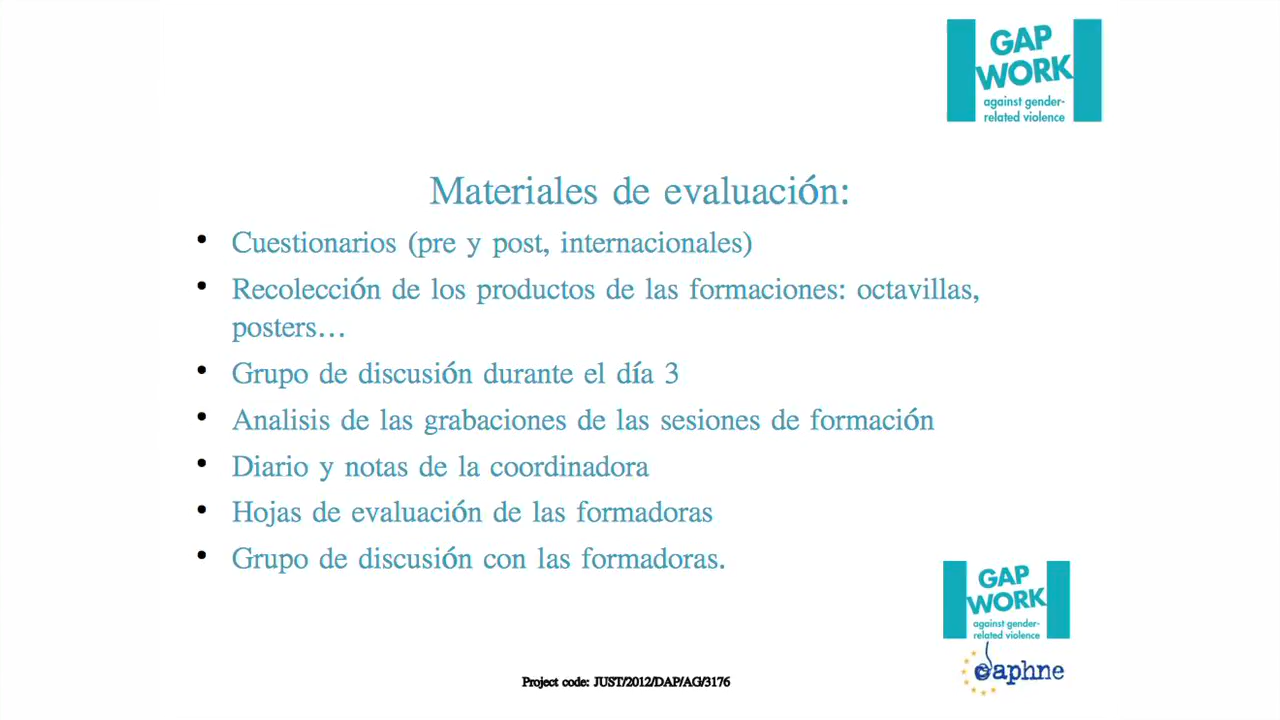 GAP
WORK
against gender-
related violence
Materiales de evaluación:
• Cuestionarios (pre y post, internacionales)
• Recolección de los productos de las formaciones: octavillas,
posters…
• Grupo de discusión durante el día 3
• Analisis de las grabaciones de las sesiones de formación
• Diario y notas de la coordinadora
• Hojas de evaluación de las formadoras
• Grupo de discusión con las formadoras.
GAP
WORK
against gender-
related violence
daphne
Project code: JUST/2012/DAP/AG/3176